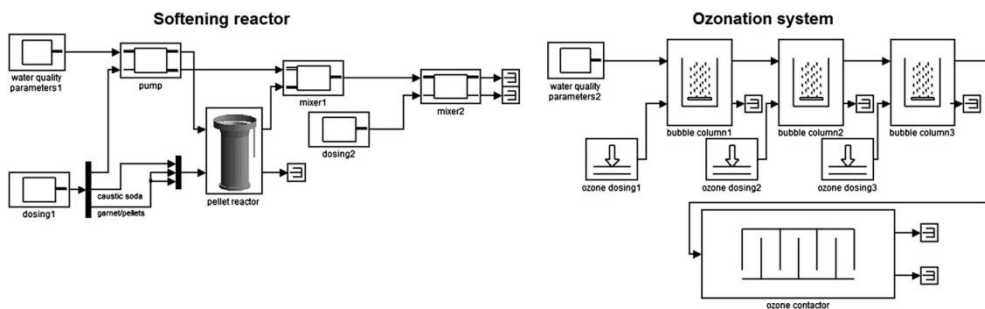 Softening reactor
Ozonation system
water quality
parameters1
pump
mixer1
mixer2
dosing2
dosing1
caustic soda
garnet/pellets
pellet reactor
water quality
parameters2
bubble column1
bubble column2
bubble column3
ozone dosing1
ozone dosing2
ozone dosing3
ozone contactor